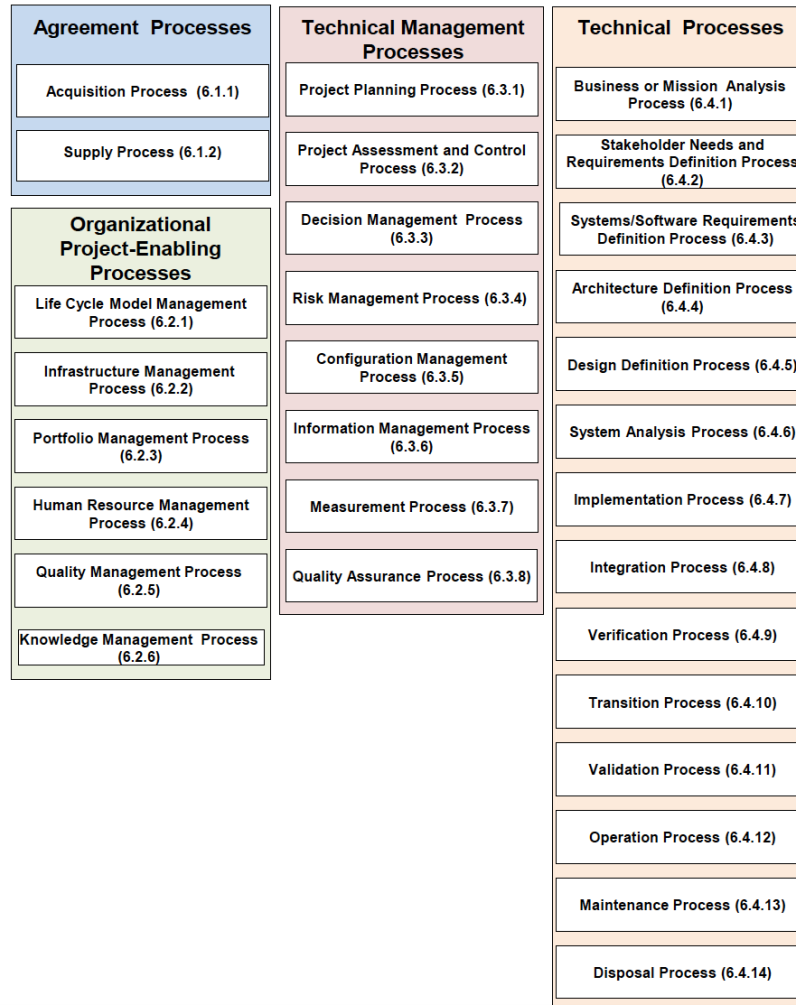 Agreement Processes
Acquisition Process (6.1.1)
Supply Process (6.1.2)
Organizational
Project-Enabling
Processes
Life Cycle Model Management
Process (6.2.1)
Infrastructure Management
Process (6.2.2)
Portfolio Management Process
(6.2.3)
Human Resource Management
Process (6.2.4)
Quality Management Process
(6.2.5)
Knowledge Management Process
(6.2.6)
Technical Management
Processes
Project Planning Process (6.3.1)
Project Assessment and Control
Process (6.3.2)
Decision Management Process
(6.3.3)
Risk Management Process (6.3.4)
Configuration Management
Process (6.3.5)
Information Management Process
(6.3.6)
Measurement Process (6.3.7)
Quality Assurance Process (6.3.8)
Technical Processes
Business or Mission Analysis
Process (6.4.1)
Stakeholder Needs and
Requirements Definition Process
(6.4.2)
Systems/Software Requirements
Definition Process (6.4.3)
Architecture Definition Process
(6.4.4)
Design Definition Process (6.4.5)
System Analysis Process (6.4.6)
Implementation Process (6.4.7)
Integration Process (6.4.8)
Verification Process (6.4.9)
Transition Process (6.4.10)
Validation Process (6.4.11)
Operation Process (6.4.12)
Maintenance Process (6.4.13)
Disposal Process (6.4.14)